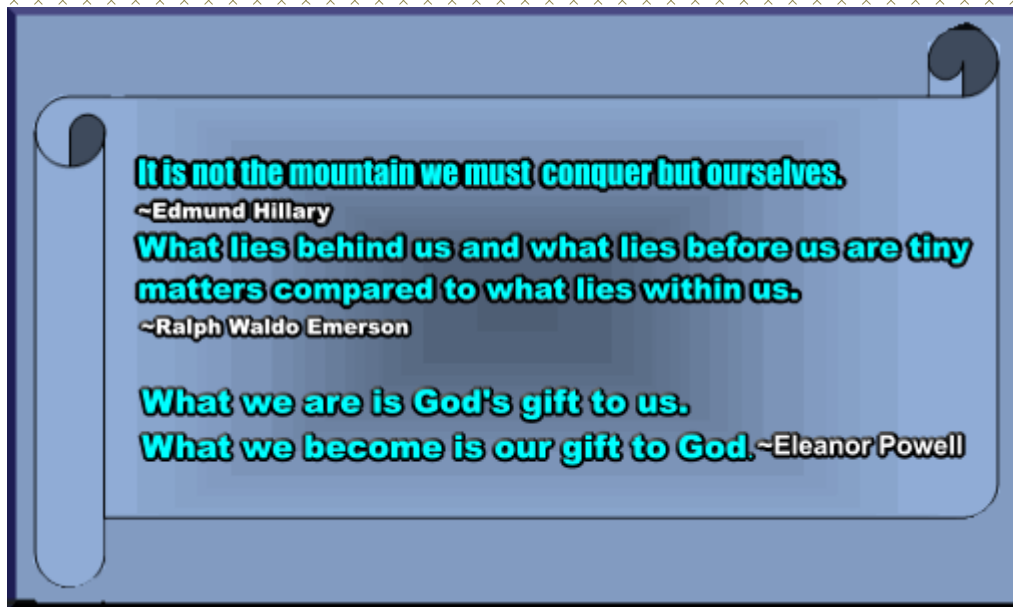 It is not the mountain we must conquer but ourselves.
~Edmund Hillary
What lies behind us and what lies before us are tiny
matters compared to what lies within us.
~Ralph Waldo Emerson
What we are is God's gift to us.
What we become is our gift to God.~Eleanor Powell